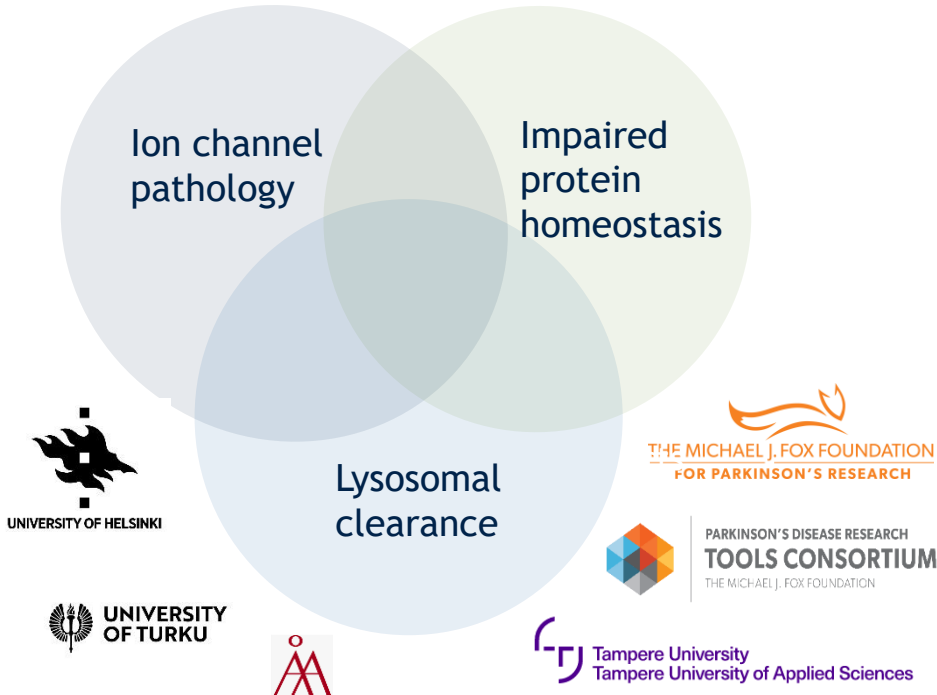 Ion channel
pathology
Impaired
protein
homeostasis
Lysosomal
clearance
UNIVERSITY OF HELSINKI
THE MICHAEL J. FOX FOUNDATION
FOR PARKINSON'S RESEARCH
PARKINSON'S DISEASE RESEARCH
TOOLS CONSORTIUM
THE MICHAEL J. FOX FOUNDATION
UNIVERSITY
OF TURKU
Tampere University
Tampere University of Applied Sciences